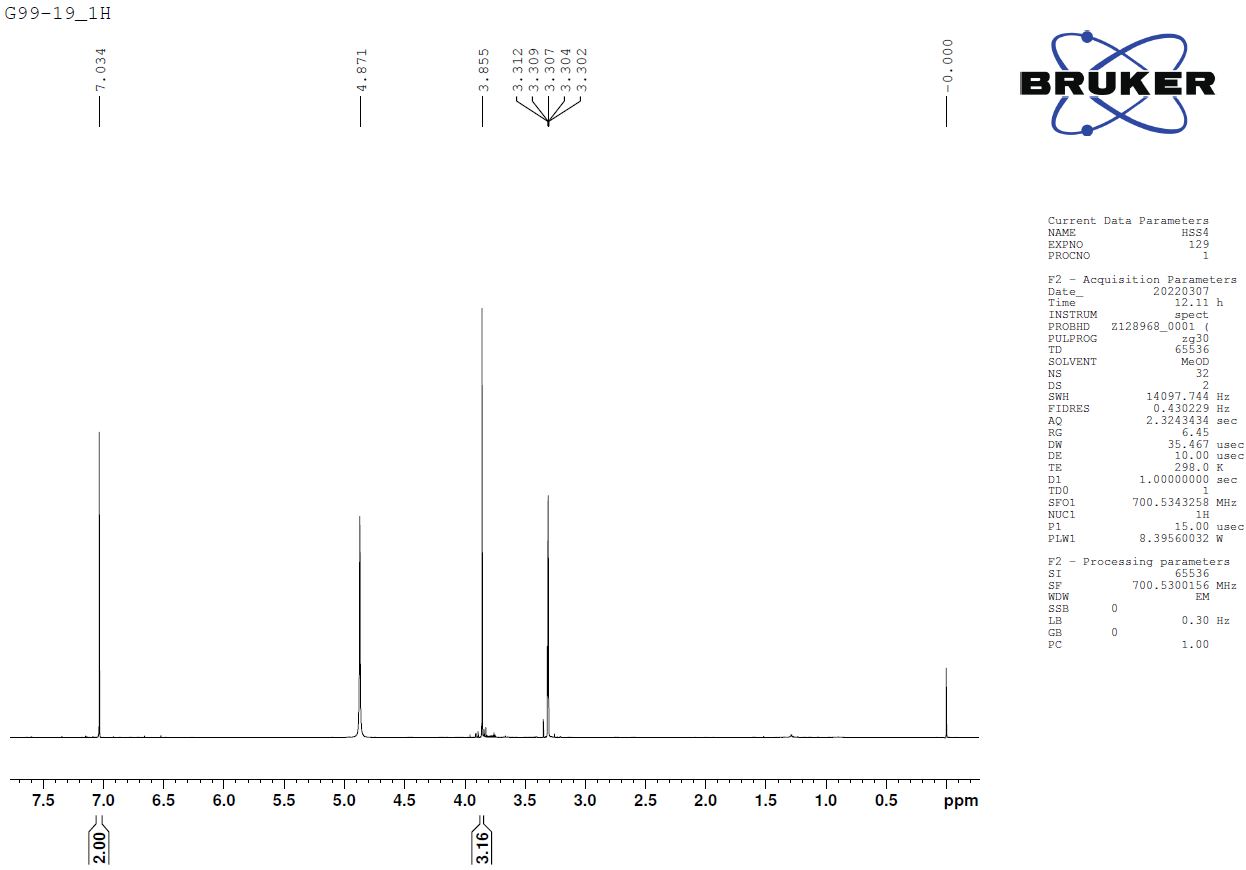 G99-19_1H
7.034
4.871
3.855
3.312
3.309
3.307
3.304
3.302
-0.000
BRUKER
Current Data Parameters
NAME HSS4
EXPNO 129
PROCNO 1
F2 - Acquisition Parameters
Date_ 20220307
Time 12.11 h
INSTRUM spect
PROBHD Z128968_0001 (
PULPROG zg30
TD 65536
SOLVENT MeOD
NS 32
DS 2
SWH 14097.744 Hz
FIDRES 0.430229 Hz
AQ 2.3243434 sec
RG 6.45
DW 35.467 usec
DE 10.00 usec
TE 298.0 K
D1 1.00000000 sec
TD0 1
SFO1 700.5343258 MHz
NUC1 1H
P1 15.00 usec
PLW1 8.39560032 W
F2 - Processing parameters
SI 65536
SF 700.5300156 MHz
WDW EM
SSB 0
LB 0.30 Hz
GB 0
PC 1.00
7.5 7.0 6.5 6.0 5.5 5.0 4.5 4.0 3.5 3.0 2.5 2.0 1.5 1.0 0.5 ppm
2.00
3.16